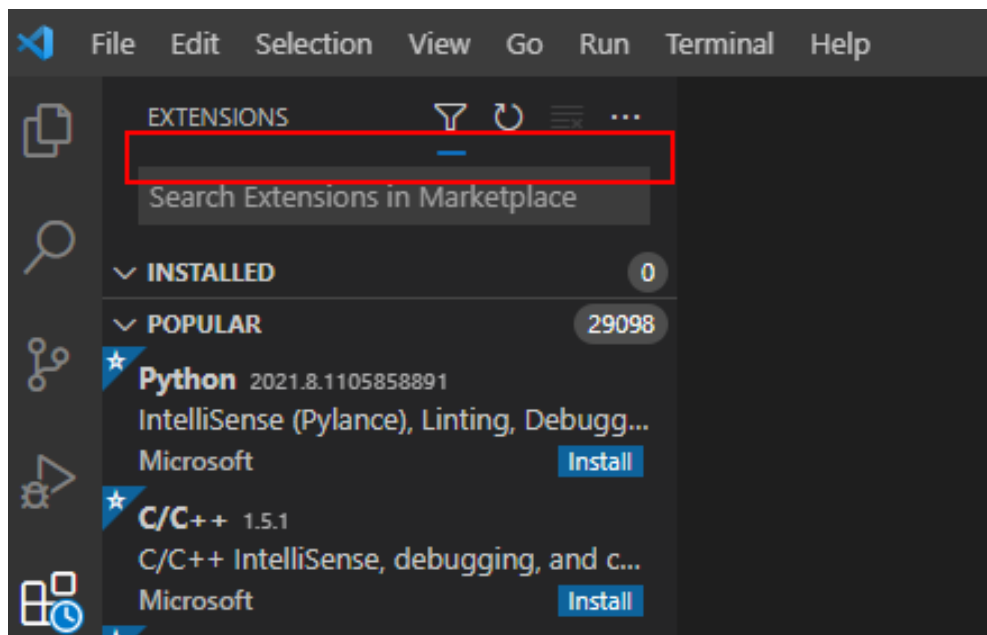 File Edit Selection View Go Run Terminal Help
EXTENSIONS
Search Extensions in Marketplace
INSTALLED 0
POPULAR 29098
Python 2021.8.1105858891
IntelliSense (Pylance), Linting, Debugg...
Microsoft Install
C/C++ 1.5.1
C/C++ IntelliSense, debugging, and c...
Microsoft Install